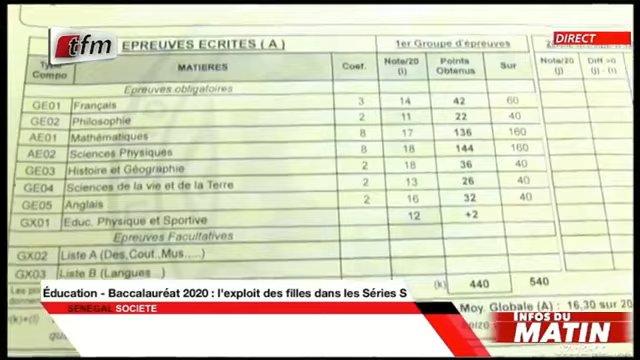 tfm
DIRECT
EPREUVES ECRITES (A)
1er Groupe d'épreuves
Compo MATIERES Coef. Note/20 (i) Points Obtenus Sur Note/20 (j) Diff.>0 (j) - (i)
Epreuves obligatoires
GE01 Français 3 14 42 60
GE02 Philosophie 2 11 22 40
AE01 Mathématiques 8 17 136 160
AE02 Sciences Physiques 8 18 144 160
GE03 Histoire et Géographie 2 18 36 40
GE04 Sciences de la vie et de la Terre 2 13 26 40
GE05 Anglais 2 16 32 40
GX01 Educ. Physique et Sportive 12 +2
Epreuves Facultatives
GX02 Liste A (Des,Cout,Mus.....)
GX03 Liste B (Langues ..)
(k) 440 540
Éducation - Baccalauréat 2020 : l'exploit des filles dans les Séries S
SENEGAL SOCIETE
Moy. Globale (A) : 16,30 sur 20
INFOS DU
MATIN